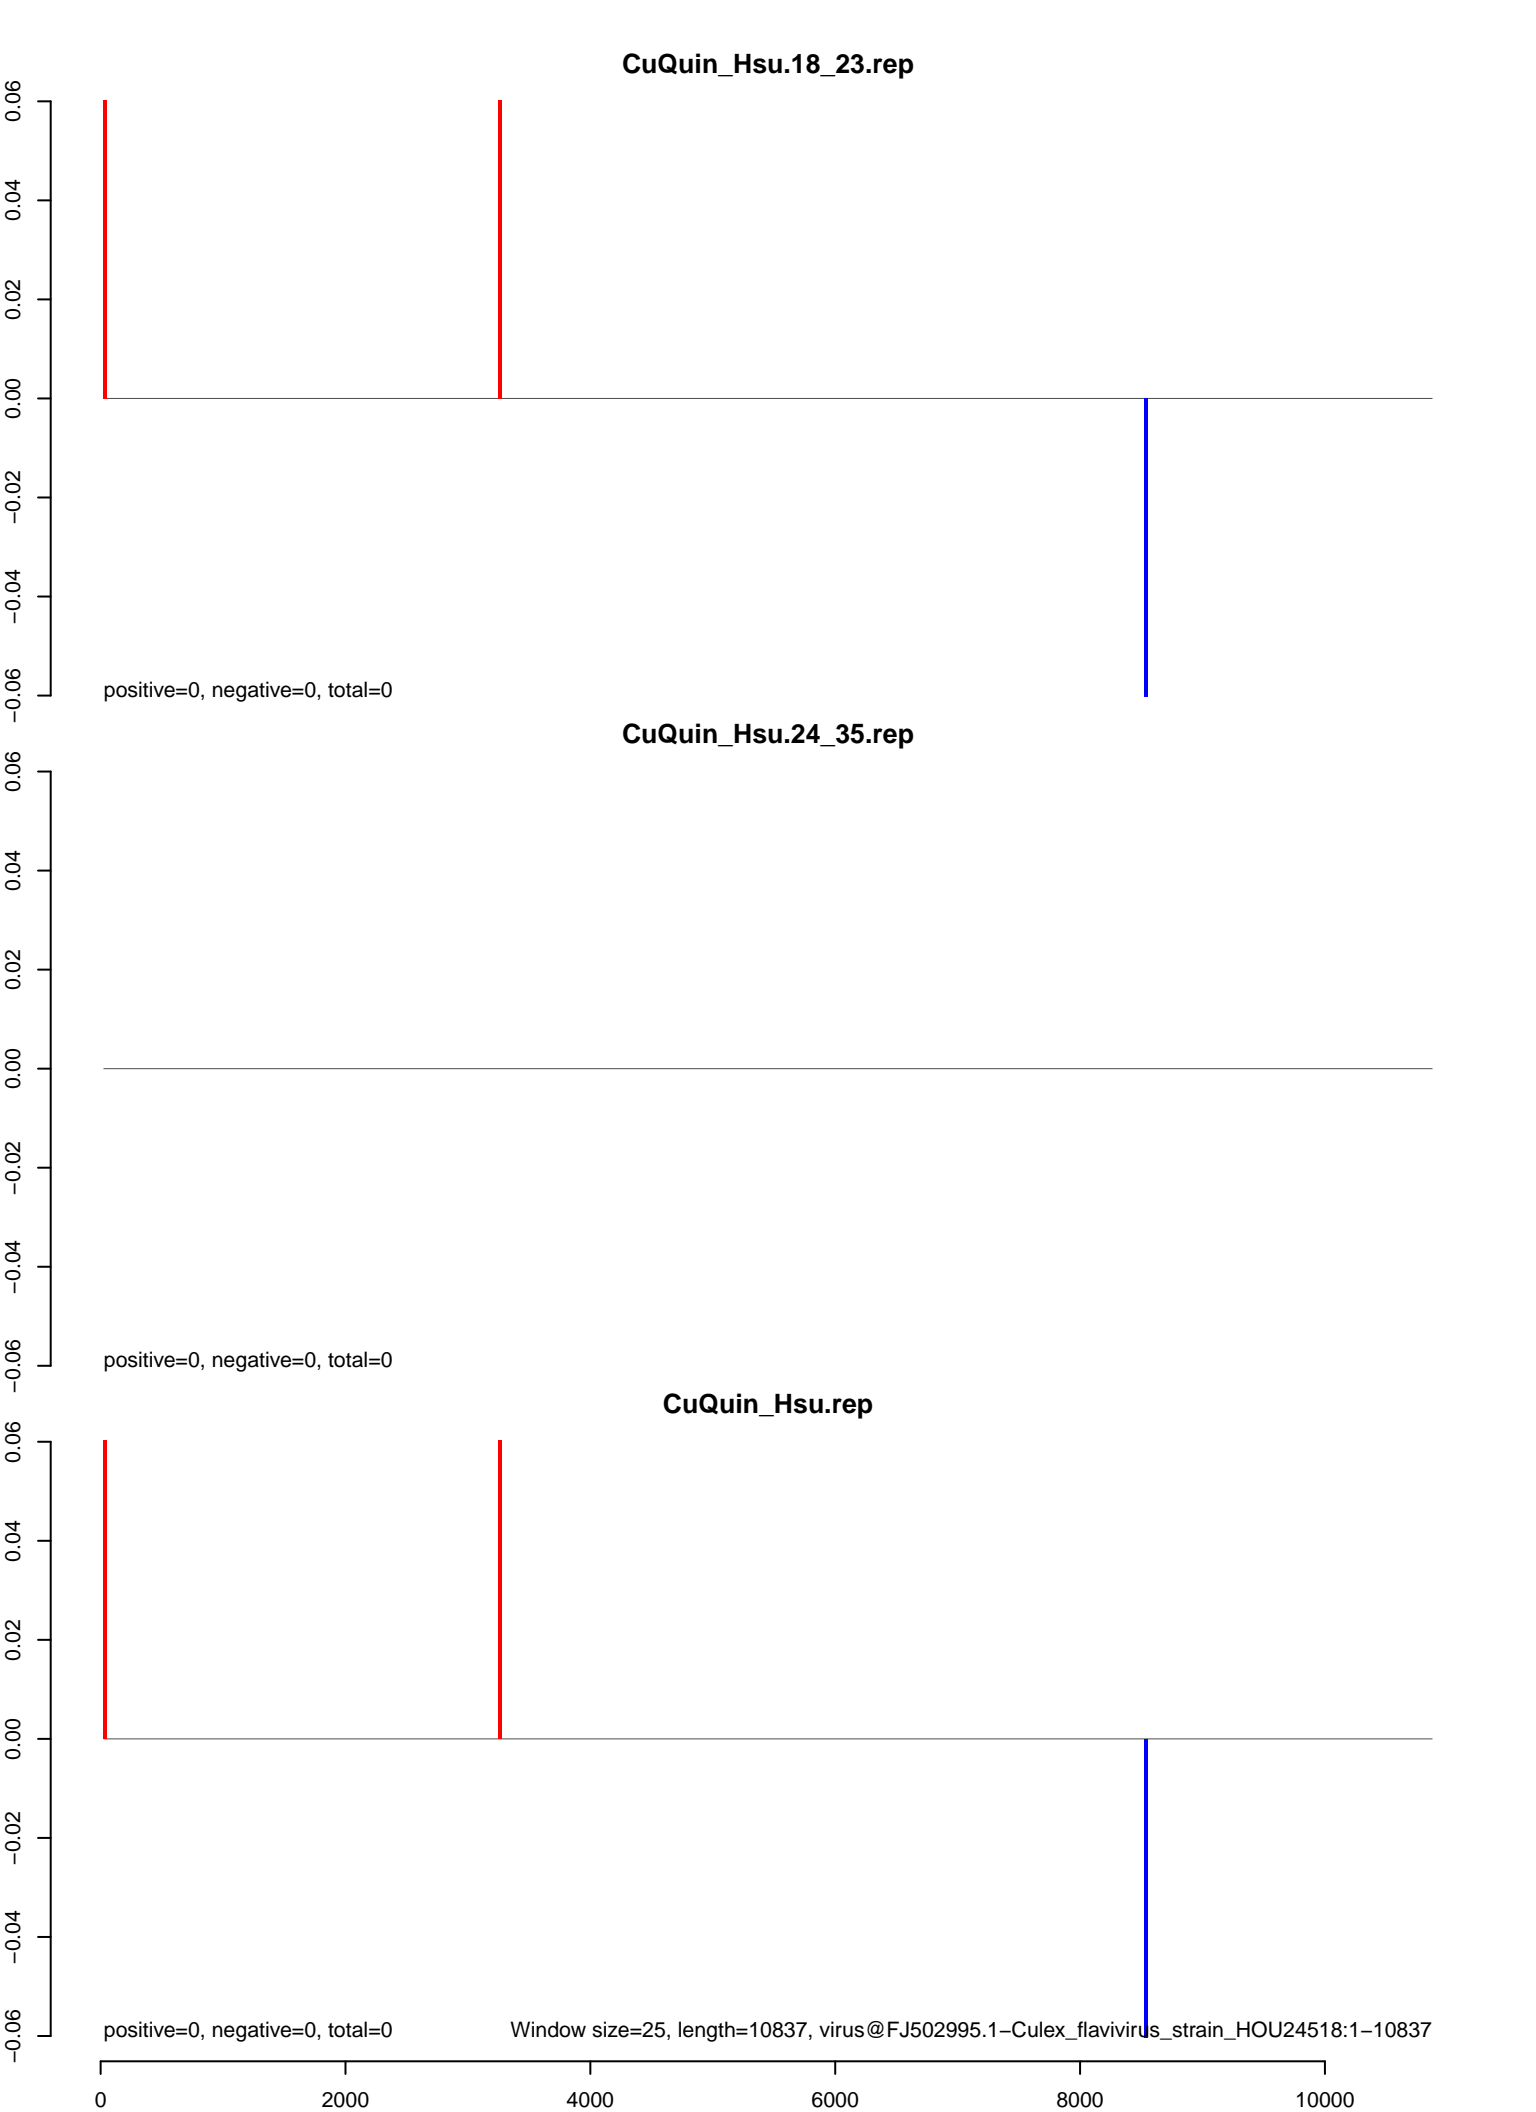 CuQuin_Hsu.18_23.rep
0.06
0.04
0.02
0.00
−0.02
−0.04
−0.06
positive=0, negative=0, total=0
CuQuin_Hsu.24_35.rep
0.06
0.04
0.02
0.00
−0.02
−0.04
−0.06
positive=0, negative=0, total=0
CuQuin_Hsu.rep
0.06
0.04
0.02
0.00
−0.02
−0.04
−0.06
positive=0, negative=0, total=0
Window size=25, length=10837, virus@FJ502995.1−Culex_flavivirus_strain_HOU24518:1−10837
0 2000 4000 6000 8000 10000